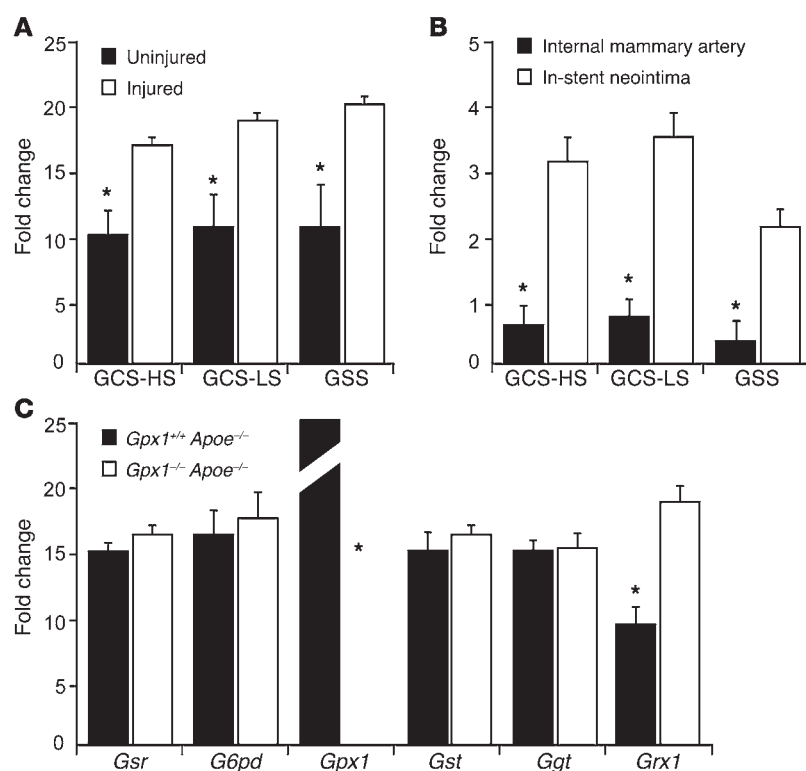 A
25
20
15
10
5
0
Fold change
Uninjured
Injured
*
*
*
GCS-HS
GCS-LS
GSS
B
5
4
3
2
1
0
Fold change
Internal mammary artery
In-stent neointima
*
*
*
GCS-HS
GCS-LS
GSS
C
25
20
15
10
5
0
Fold change
Gpx1+/+ Apoe–/–
Gpx1–/– Apoe–/–
*
*
Gsr
G6pd
Gpx1
Gst
Ggt
Grx1